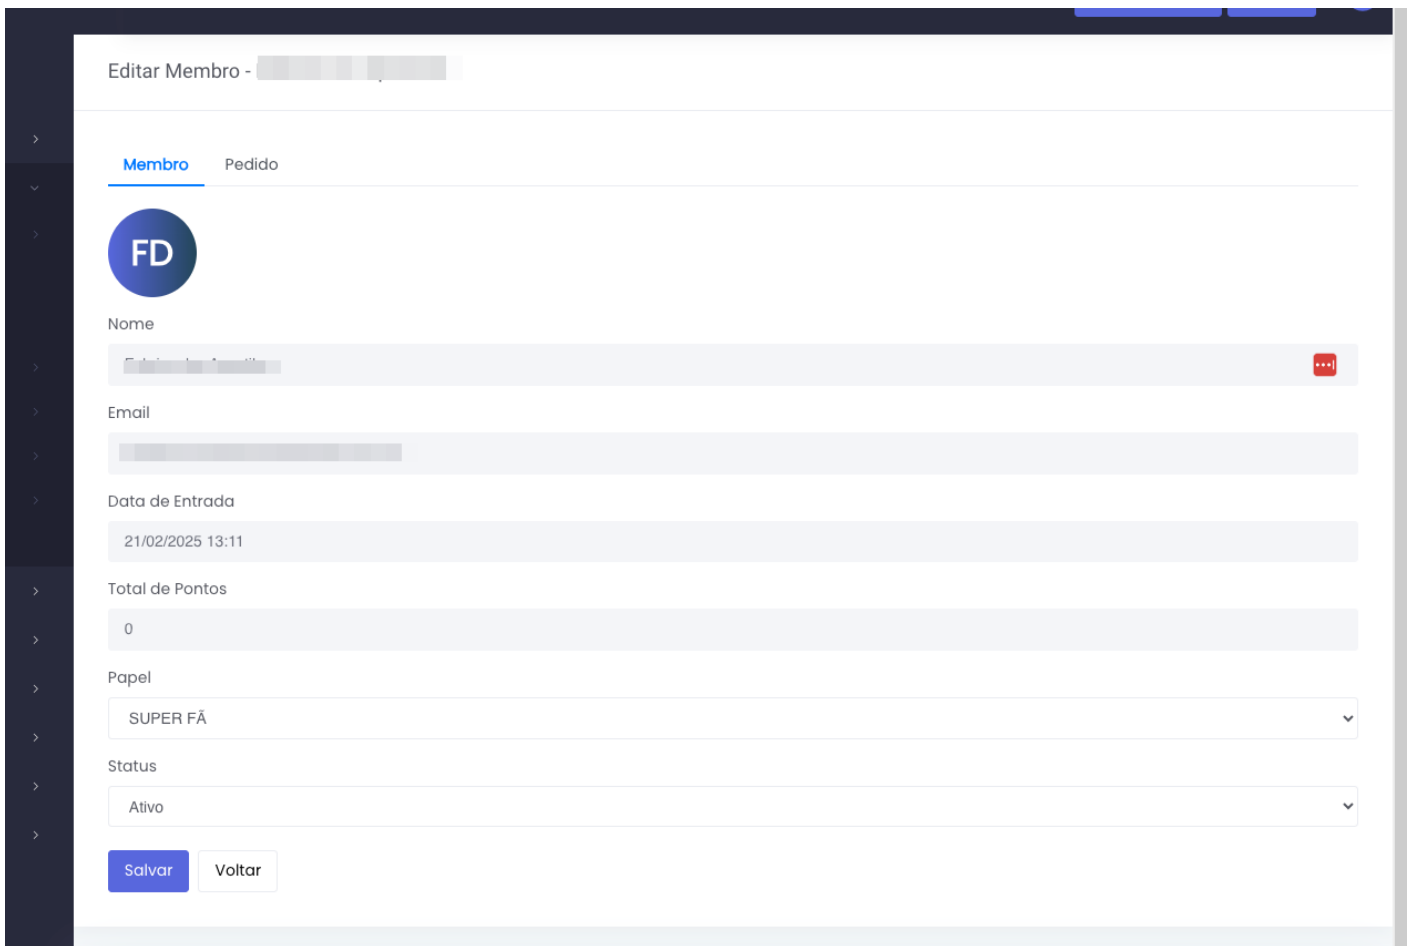 Editar Membro -
Membro Pedido
FD
Nome
Email
Data de Entrada
21/02/2025 13:11
Total de Pontos
0
Papel
SUPER FÃ
Status
Ativo
Salvar Voltar